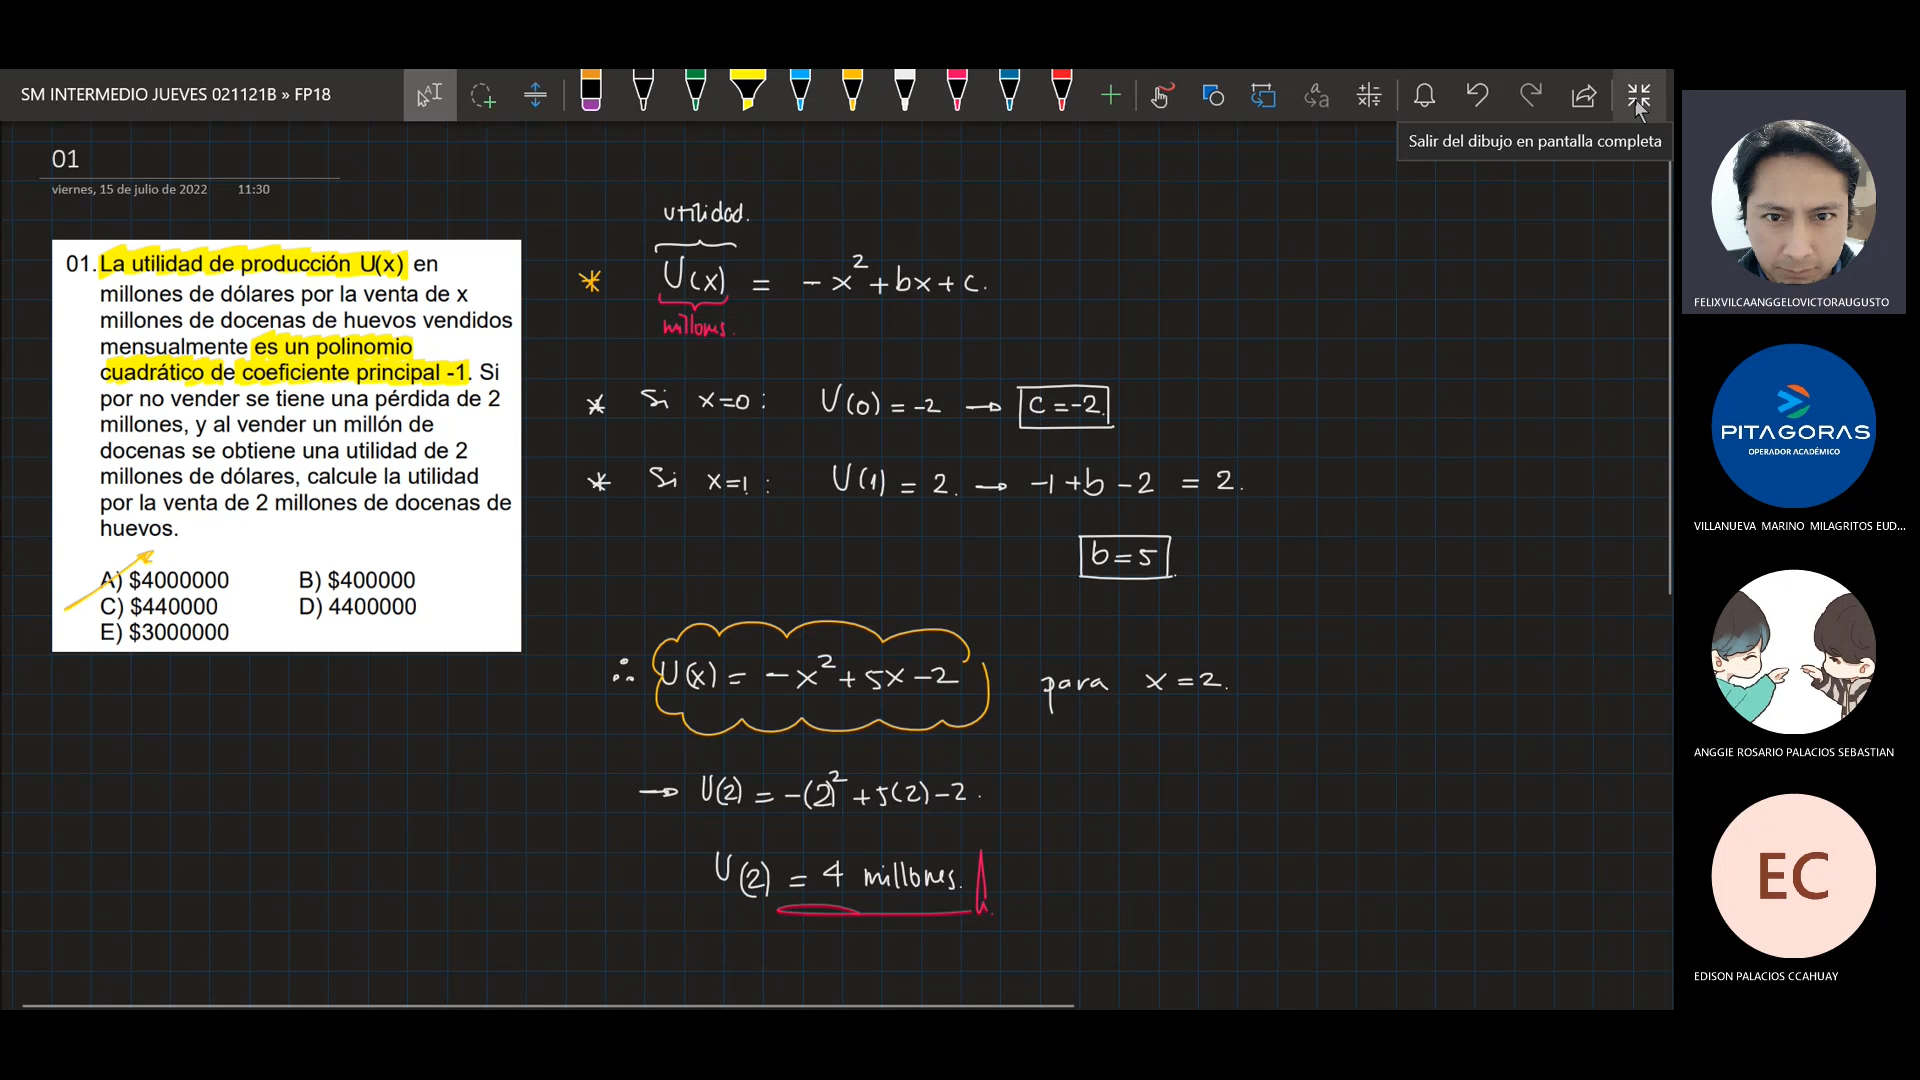 SM INTERMEDIO JUEVES 021121B » FP18
Salir del dibujo en pantalla completa
01
viernes, 15 de julio de 2022 11:30
01. La utilidad de producción U(x) en
millones de dólares por la venta de x
millones de docenas de huevos vendidos
mensualmente es un polinomio
cuadrático de coeficiente principal -1. Si
por no vender se tiene una pérdida de 2
millones, y al vender un millón de
docenas se obtiene una utilidad de 2
millones de dólares, calcule la utilidad
por la venta de 2 millones de docenas de
huevos.
A) $4000000 B) $400000
C) $440000 D) 4400000
E) $3000000
utilidad.
* U(x) = -x² + bx + c.
millones.
* Si x=0: U(0) = -2 → c = -2.
* Si x=1: U(1) = 2. → -1 + b - 2 = 2.
b = 5
∴ U(x) = -x² + 5x - 2 para x = 2.
→ U(2) = -(2)² + 5(2) - 2.
U(2) = 4 millones.
FELIXVILCAANGGELOVICTORAUGUSTO
PITAGORAS
OPERADOR ACADÉMICO
VILLANUEVA MARINO MILAGRITOS EUD...
ANGGIE ROSARIO PALACIOS SEBASTIAN
EC
EDISON PALACIOS CCAHUAY